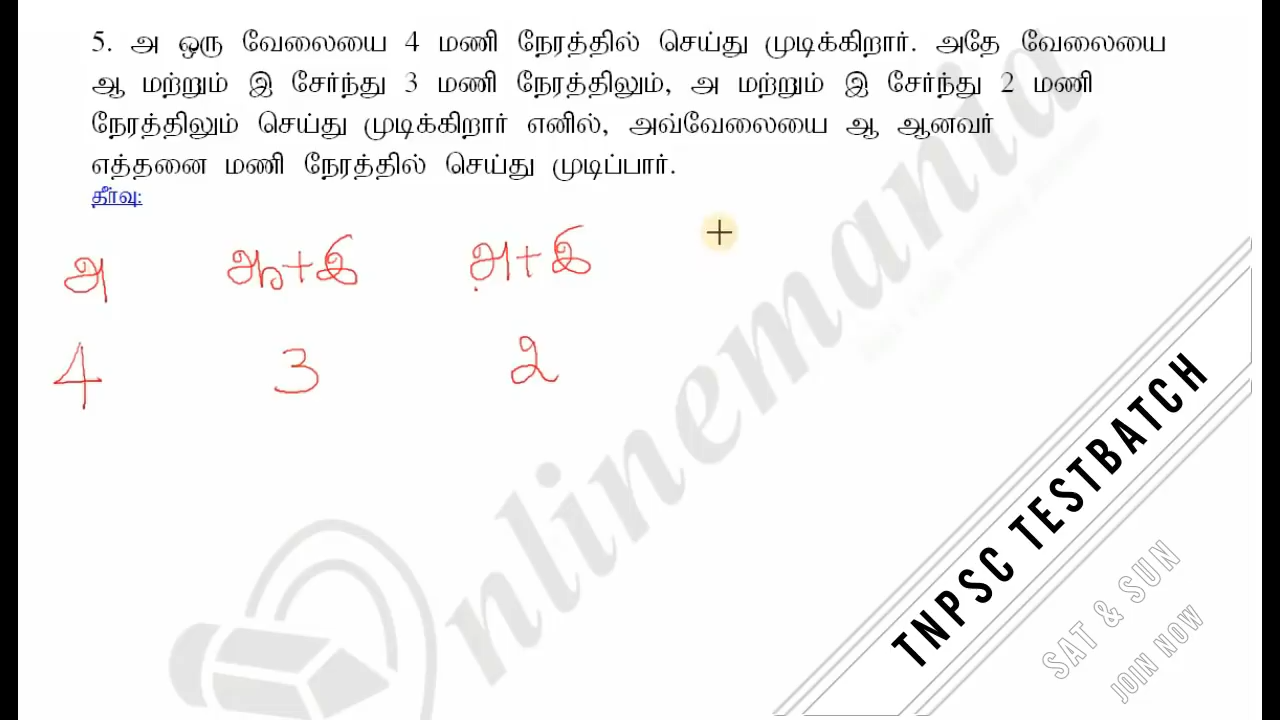 5. அ ஒரு வேலையை 4 மணி நேரத்தில் செய்து முடிக்கிறார். அதே வேலையை
ஆ மற்றும் இ சேர்ந்து 3 மணி நேரத்திலும், அ மற்றும் இ சேர்ந்து 2 மணி
நேரத்திலும் செய்து முடிக்கிறார் எனில், அவ்வேலையை ஆ ஆனவர்
எத்தனை மணி நேரத்தில் செய்து முடிப்பார்.
தீர்வு:
அ ஆ+இ அ+இ
4 3 2
nlinemania
TNPSC TESTBATCH
SAT & SUN
JOIN NOW